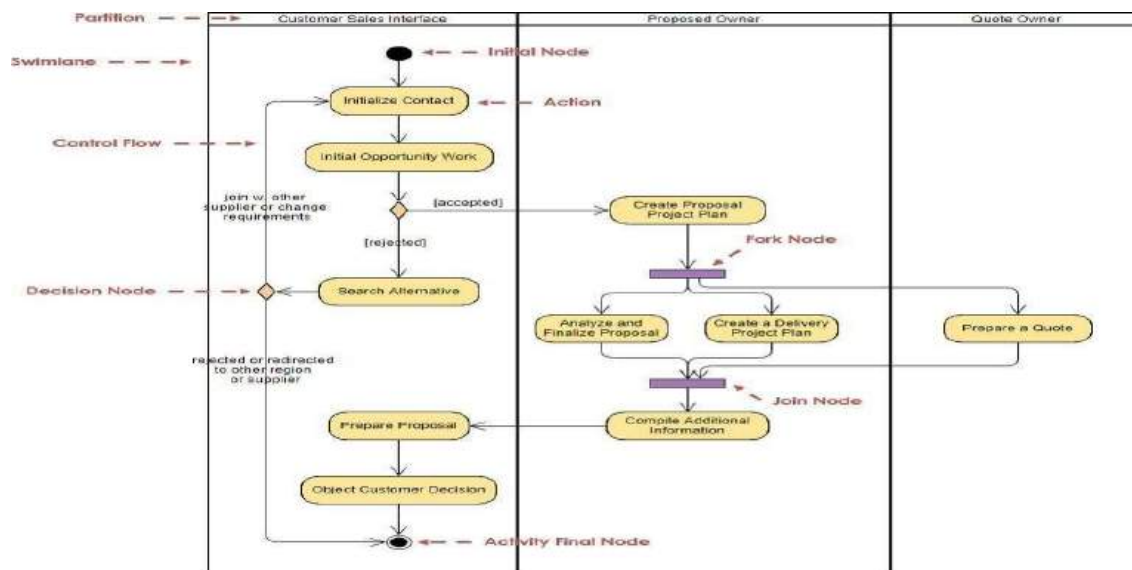 Partition
Customer Sales Interface
Proposed Owner
Quote Owner
Swimlane
Initial Node
Initialize Contact
Action
Control Flow
Initial Opportunity Work
join w. other
supplier or change
requirements
[accepted]
Create Proposal
Project Plan
[rejected]
Fork Node
Decision Node
Search Alternative
Analyze and
Finalize Proposal
Create a Delivery
Project Plan
Prepare a Quote
rejected or redirected
to other region
or supplier
Join Node
Prepare Proposal
Compile Additional
Information
Object Customer Decision
Activity Final Node